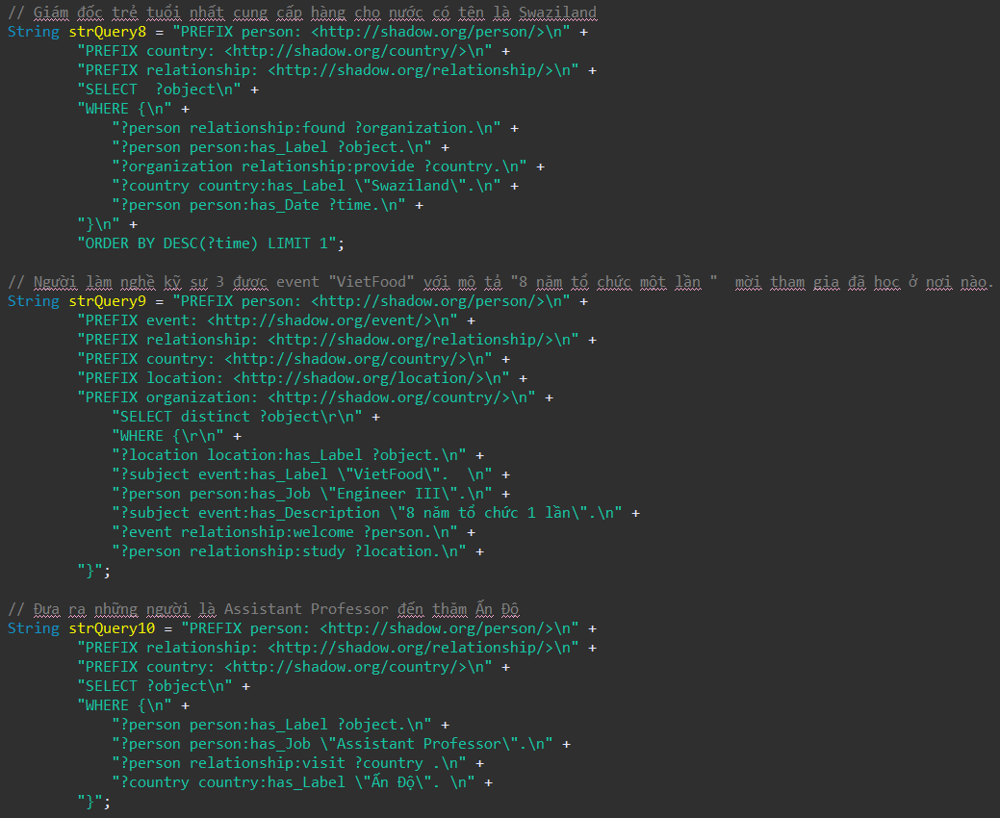 // Giám đốc trẻ tuổi nhất cung cấp hàng cho nước có tên là Swaziland
String strQuery8 = "PREFIX person: <http://shadow.org/person/>\n" +
"PREFIX country: <http://shadow.org/country/>\n" +
"PREFIX relationship: <http://shadow.org/relationship/>\n" +
"SELECT  ?object\n" +
"WHERE {\n" +
"?person relationship:found ?organization.\n" +
"?person person:has_Label ?object.\n" +
"?organization relationship:provide ?country.\n" +
"?country country:has_Label \"Swaziland\".\n" +
"?person person:has_Date ?time.\n" +
"}\n" +
"ORDER BY DESC(?time) LIMIT 1";
// Người làm nghề kỹ sư 3 được event "VietFood" với mô tả "8 năm tổ chức một lần "  mời tham gia đã học ở nơi nào.
String strQuery9 = "PREFIX person: <http://shadow.org/person/>\n" +
"PREFIX event: <http://shadow.org/event/>\n" +
"PREFIX relationship: <http://shadow.org/relationship/>\n" +
"PREFIX country: <http://shadow.org/country/>\n" +
"PREFIX location: <http://shadow.org/location/>\n" +
"PREFIX organization: <http://shadow.org/country/>\n" +
"SELECT distinct ?object\r\n" +
"WHERE {\r\n" +
"?location location:has_Label ?object.\n" +
"?subject event:has_Label \"VietFood\".  \n" +
"?person person:has_Job \"Engineer III\".\n" +
"?subject event:has_Description \"8 năm tổ chức 1 lần\".\n" +
"?event relationship:welcome ?person.\n" +
"?person relationship:study ?location.\n" +
"}";
// Đưa ra những người là Assistant Professor đến thăm Ấn Độ
String strQuery10 = "PREFIX person: <http://shadow.org/person/>\n" +
"PREFIX relationship: <http://shadow.org/relationship/>\n" +
"PREFIX country: <http://shadow.org/country/>\n" +
"SELECT ?object\n" +
"WHERE {\n" +
"?person person:has_Label ?object.\n" +
"?person person:has_Job \"Assistant Professor\".\n" +
"?person relationship:visit ?country .\n" +
"?country country:has_Label \"Ấn Độ\". \n" +
"}";